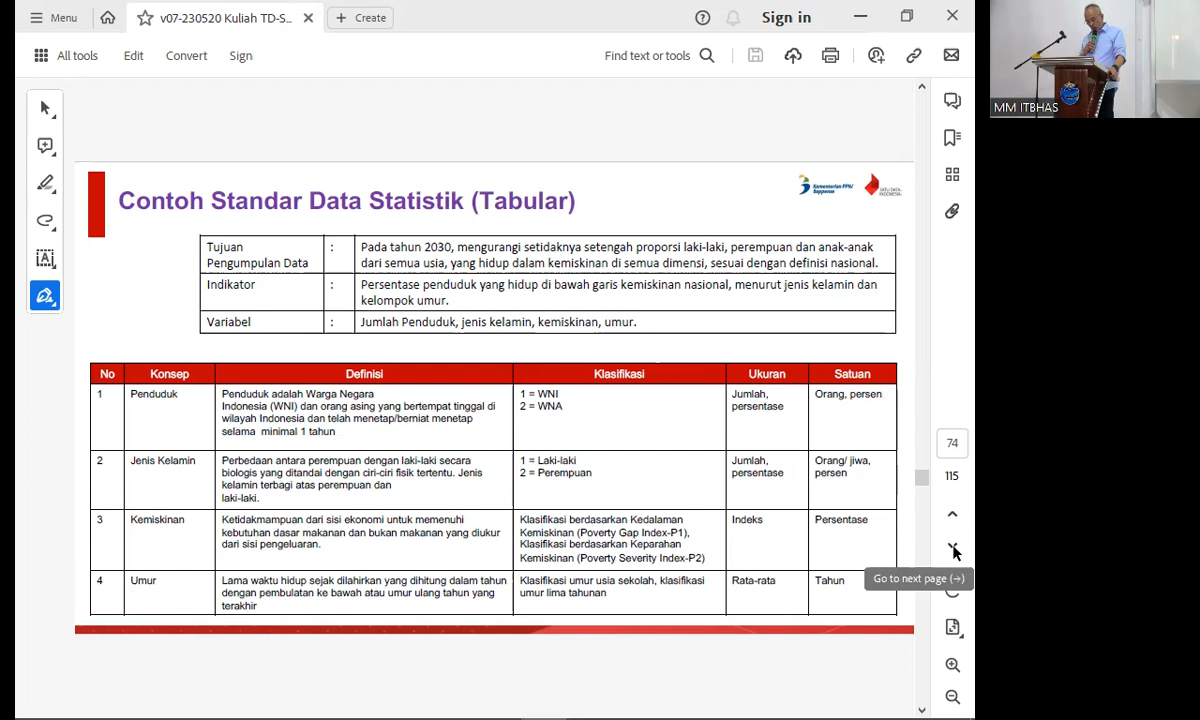 Menu
v07-230520 Kuliah TD-S...
Create
Sign in
All tools
Edit
Convert
Sign
Find text or tools
MM ITBHAS
Contoh Standar Data Statistik (Tabular)
Kementerian PPN/
Bappenas
SATU DATA
INDONESIA
Tujuan
Pengumpulan Data
:
Pada tahun 2030, mengurangi setidaknya setengah proporsi laki-laki, perempuan dan anak-anak
dari semua usia, yang hidup dalam kemiskinan di semua dimensi, sesuai dengan definisi nasional.
Indikator
:
Persentase penduduk yang hidup di bawah garis kemiskinan nasional, menurut jenis kelamin dan
kelompok umur.
Variabel
:
Jumlah Penduduk, jenis kelamin, kemiskinan, umur.
No
Konsep
Definisi
Klasifikasi
Ukuran
Satuan
1
Penduduk
Penduduk adalah Warga Negara
Indonesia (WNI) dan orang asing yang bertempat tinggal di
wilayah Indonesia dan telah menetap/berniat menetap
selama minimal 1 tahun
1 = WNI
2 = WNA
Jumlah,
persentase
Orang, persen
2
Jenis Kelamin
Perbedaan antara perempuan dengan laki-laki secara
biologis yang ditandai dengan ciri-ciri fisik tertentu. Jenis
kelamin terbagi atas perempuan dan
laki-laki.
1 = Laki-laki
2 = Perempuan
Jumlah,
persentase
Orang/ jiwa,
persen
3
Kemiskinan
Ketidakmampuan dari sisi ekonomi untuk memenuhi
kebutuhan dasar makanan dan bukan makanan yang diukur
dari sisi pengeluaran.
Klasifikasi berdasarkan Kedalaman
Kemiskinan (Poverty Gap Index-P1),
Klasifikasi berdasarkan Keparahan
Kemiskinan (Poverty Severity Index-P2)
Indeks
Persentase
4
Umur
Lama waktu hidup sejak dilahirkan yang dihitung dalam tahun
dengan pembulatan ke bawah atau umur ulang tahun yang
terakhir
Klasifikasi umur usia sekolah, klasifikasi
umur lima tahunan
Rata-rata
Tahun
74
115
Go to next page (→)